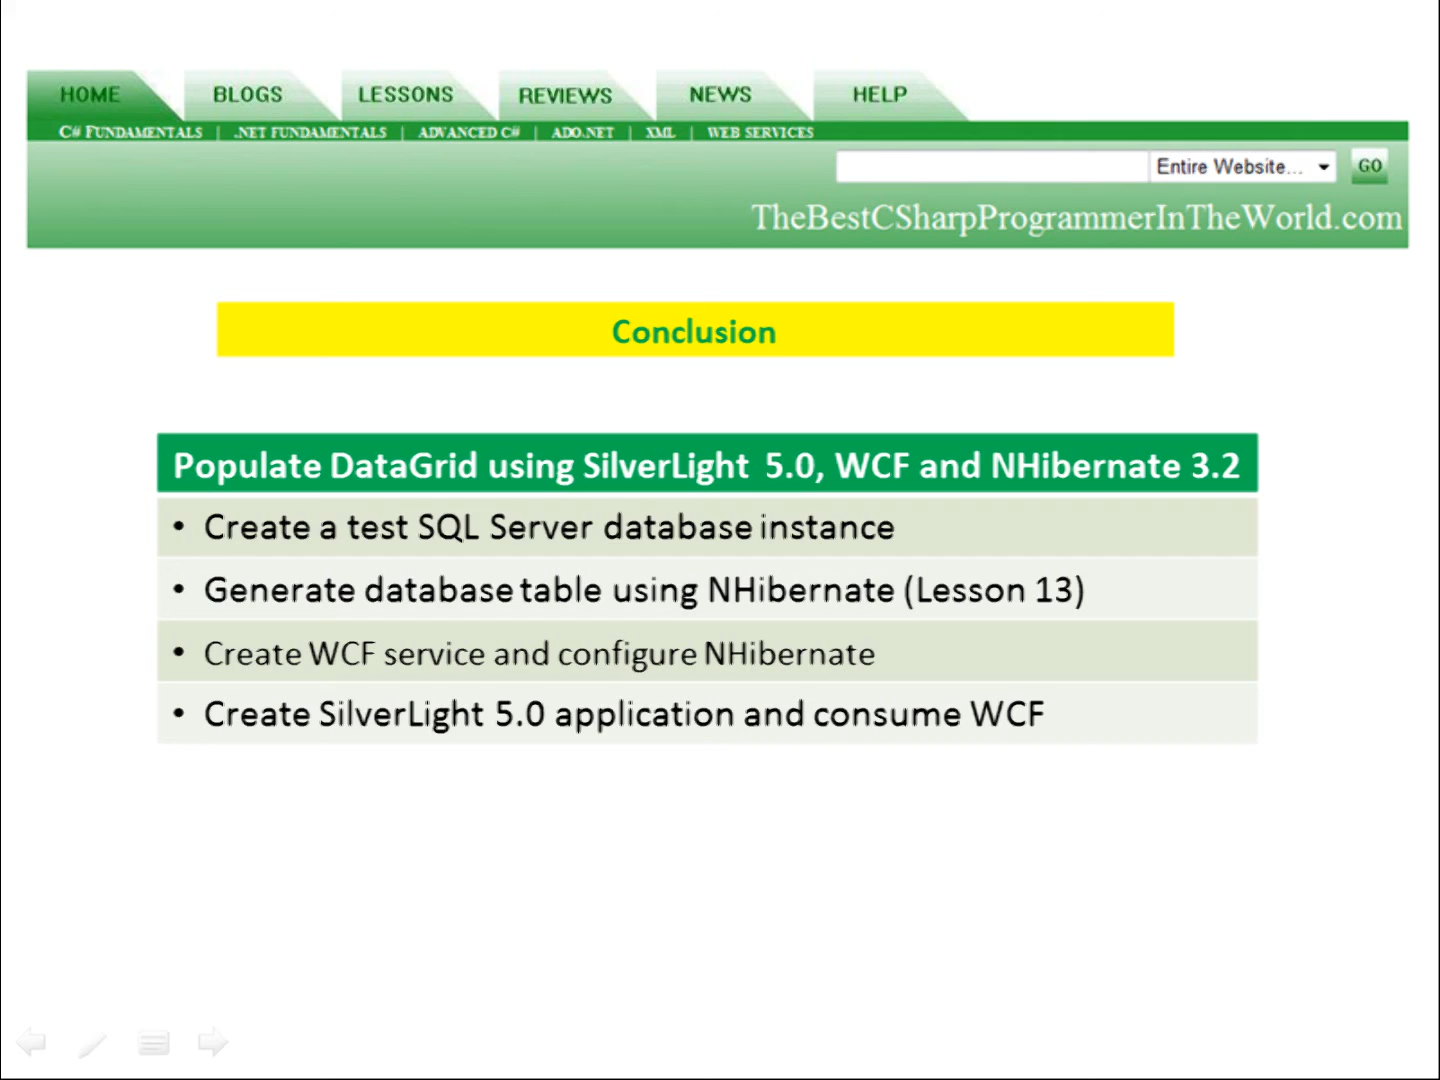 HOME BLOGS LESSONS REVIEWS NEWS HELP
C# FUNDAMENTALS | .NET FUNDAMENTALS | ADVANCED C# | ADO.NET | XML | WEB SERVICES
Entire Website... GO
TheBestCSharpProgrammerInTheWorld.com
Conclusion
Populate DataGrid using SilverLight 5.0, WCF and NHibernate 3.2
• Create a test SQL Server database instance
• Generate database table using NHibernate (Lesson 13)
• Create WCF service and configure NHibernate
• Create SilverLight 5.0 application and consume WCF